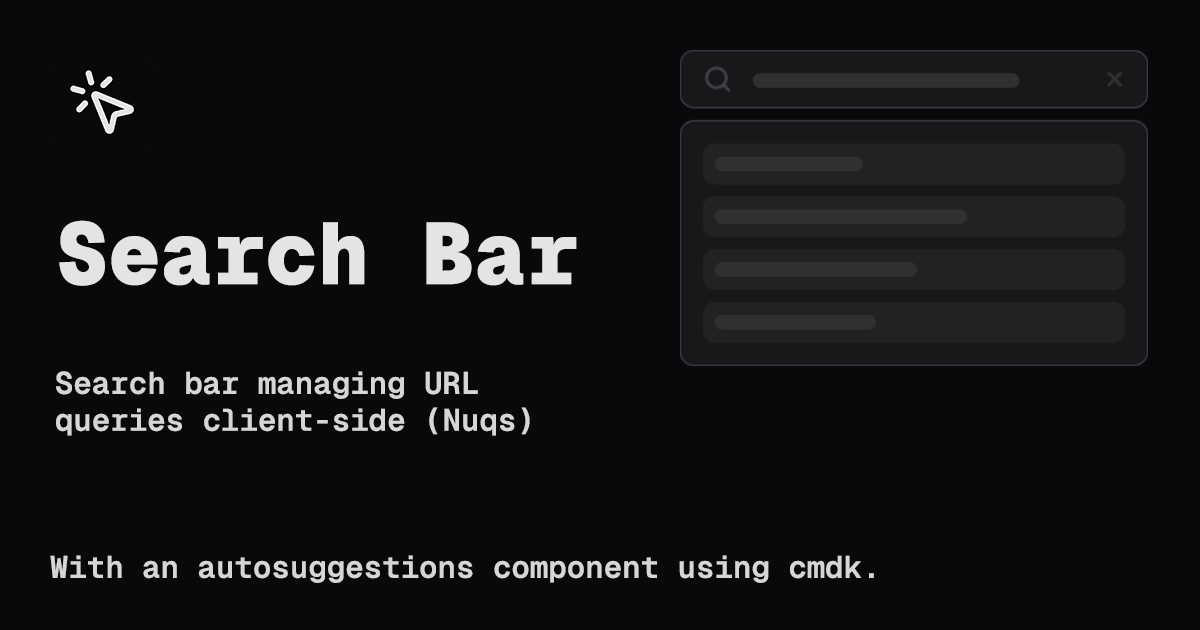 Search Bar
Search bar managing URL
queries client-side (Nuqs)
With an autosuggestions component using cmdk.